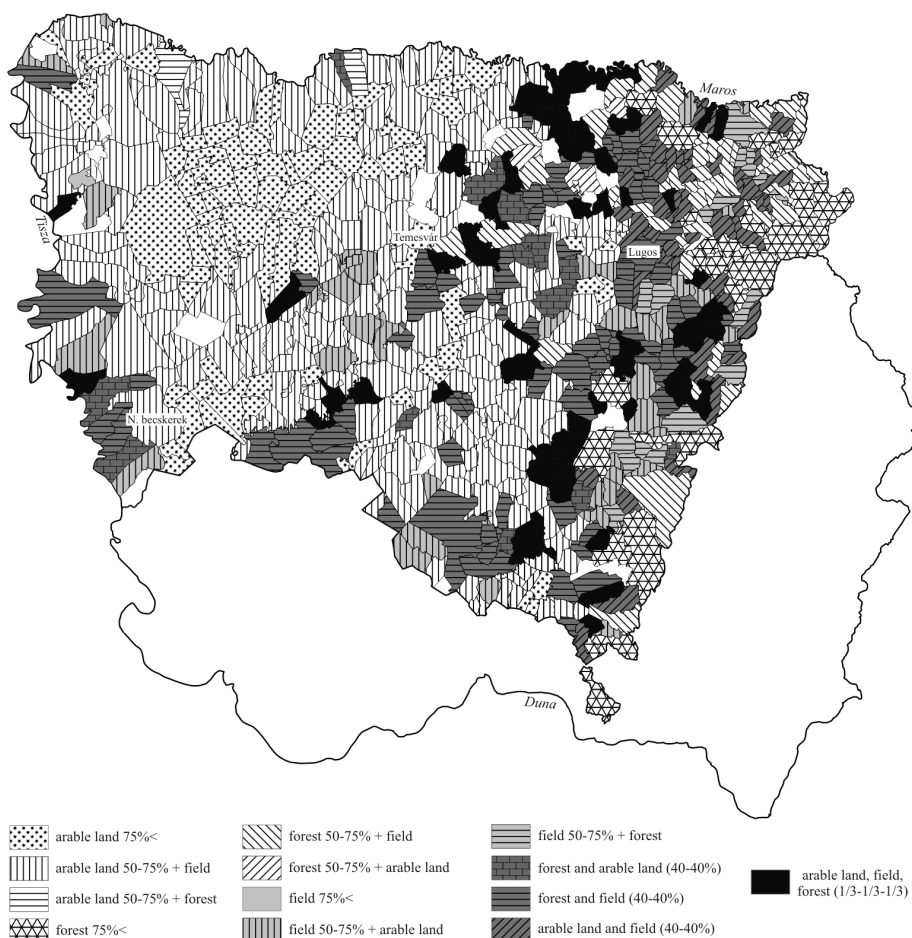 Maros
Tisza
Temesvár
Lugos
N. becskerek
Duna
arable land 75%<
arable land 50-75% + field
arable land 50-75% + forest
forest 75%<
forest 50-75% + field
forest 50-75% + arable land
field 75%<
field 50-75% + arable land
field 50-75% + forest
forest and arable land (40-40%)
forest and field (40-40%)
arable land and field (40-40%)
arable land, field,
forest (1/3-1/3-1/3)